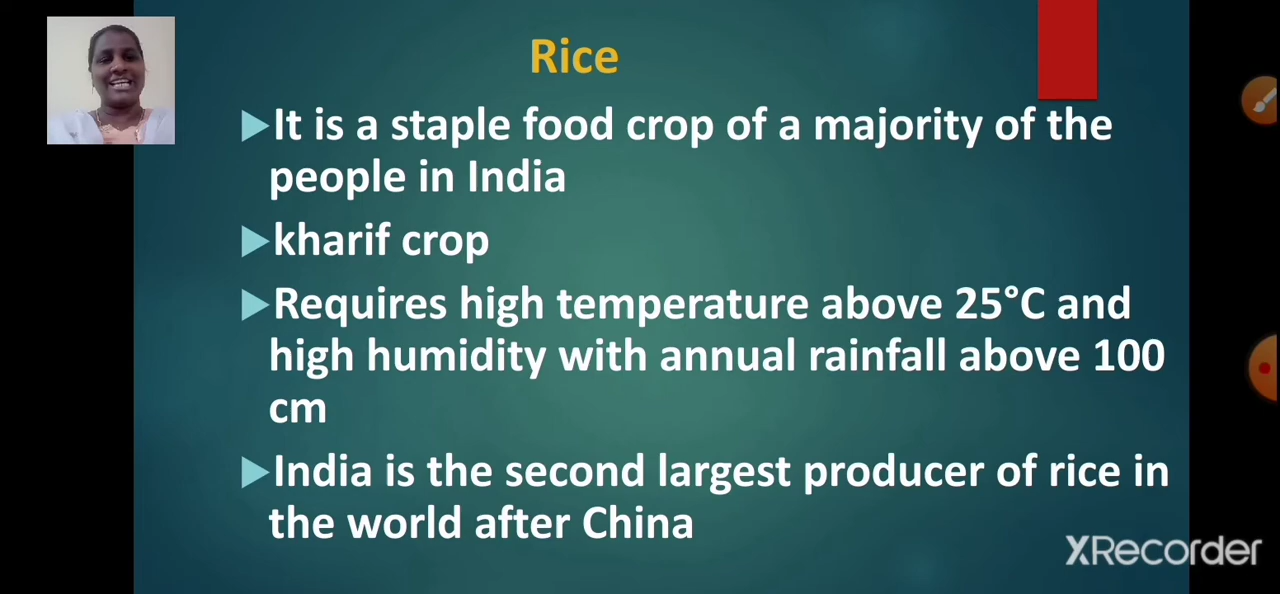 Rice
It is a staple food crop of a majority of the
people in India
kharif crop
Requires high temperature above 25°C and
high humidity with annual rainfall above 100
cm
India is the second largest producer of rice in
the world after China
XRecorder